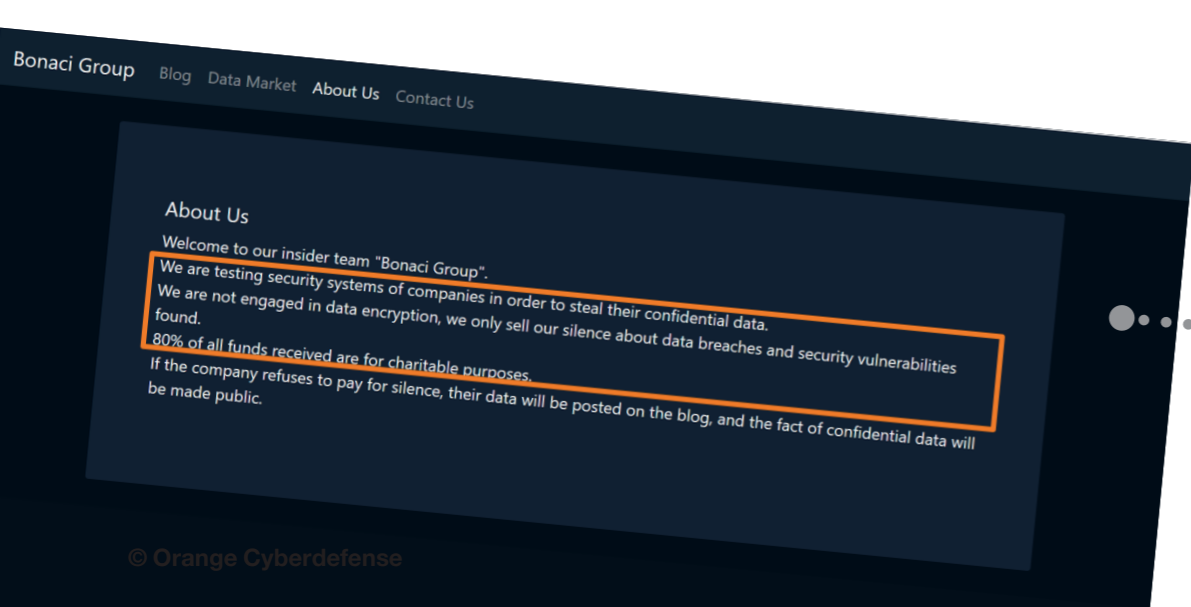 Bonaci Group Blog Data Market About Us Contact Us
About Us
Welcome to our insider team "Bonaci Group".
We are testing security systems of companies in order to steal their confidential data.
We are not engaged in data encryption, we only sell our silence about data breaches and security vulnerabilities
found.
80% of all funds received are for charitable purposes.
If the company refuses to pay for silence, their data will be posted on the blog, and the fact of confidential data will
be made public.
© Orange Cyberdefense